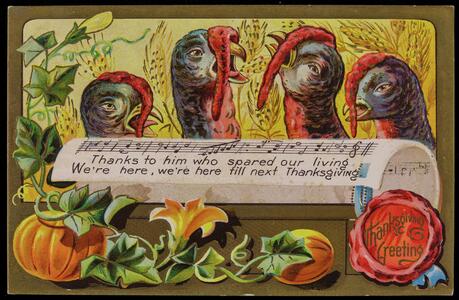 Thanks to him who spared our living
We're here, we're here till next Thanksgiving
Thanksgiving
Greeting